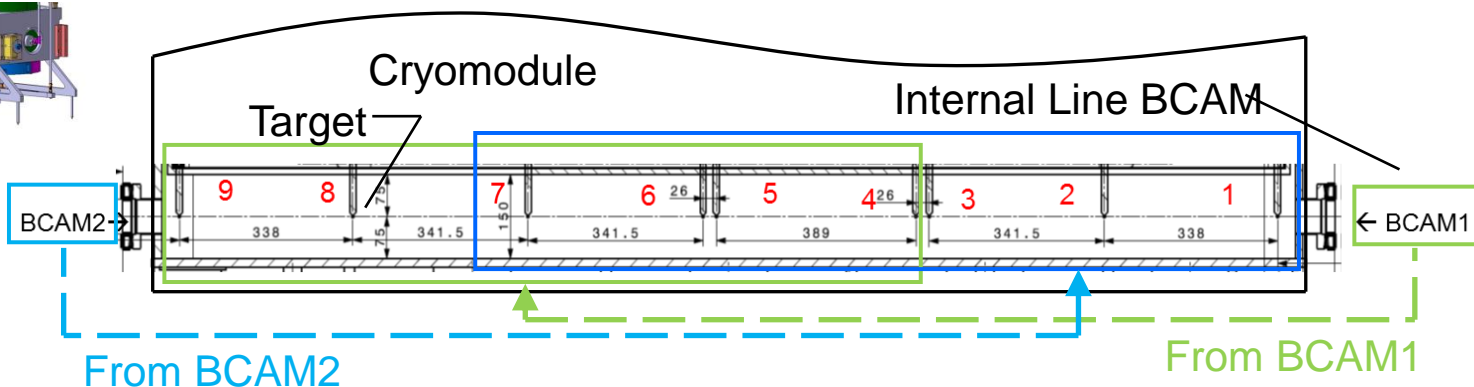 Cryomodule
Internal Line BCAM
Target
9 8 7 6 26 5 4 26 3 2 1
75
150
BCAM2
BCAM1
338 341.5 341.5 389 341.5 338
75
From BCAM1
From BCAM2